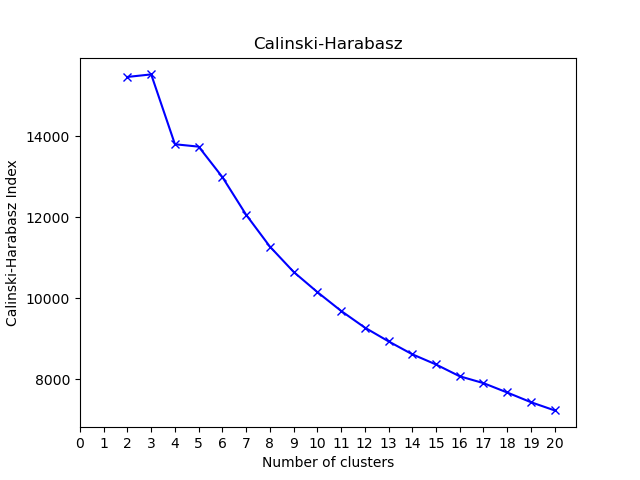 Calinski-Harabasz
Calinski-Harabasz Index
14000
12000
10000
8000
0 1 2 3 4 5 6 7 8 9 10 11 12 13 14 15 16 17 18 19 20
Number of clusters